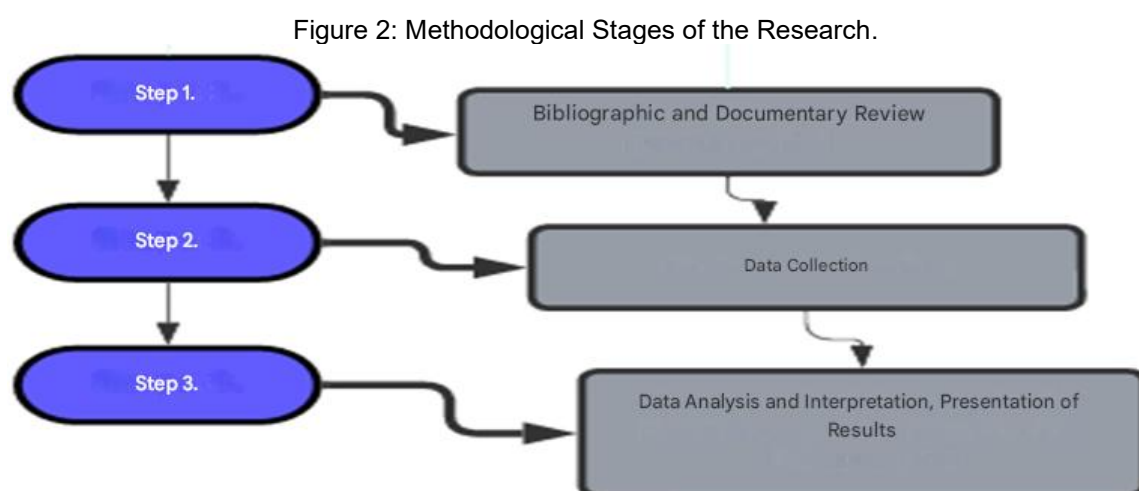 Figure 2: Methodological Stages of the Research.
Step 1.
Bibliographic and Documentary Review
Step 2.
Data Collection
Step 3.
Data Analysis and Interpretation, Presentation of
Results